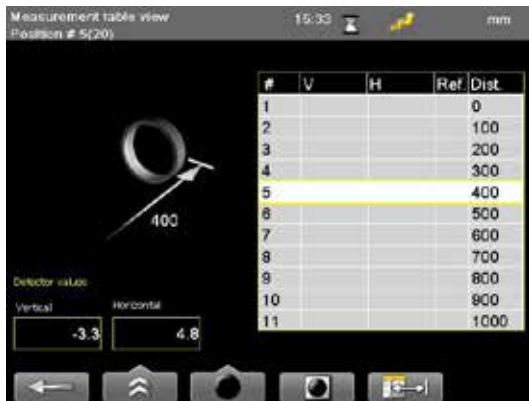 Measurement table view 15:33 mm
Position # 5(20)
# V H Ref. Dist.
1 0
2 100
3 200
4 300
5 400
6 500
7 600
8 700
9 800
10 900
11 1000
400
Detector values
Vertical Horizontal
-3.3 4.8